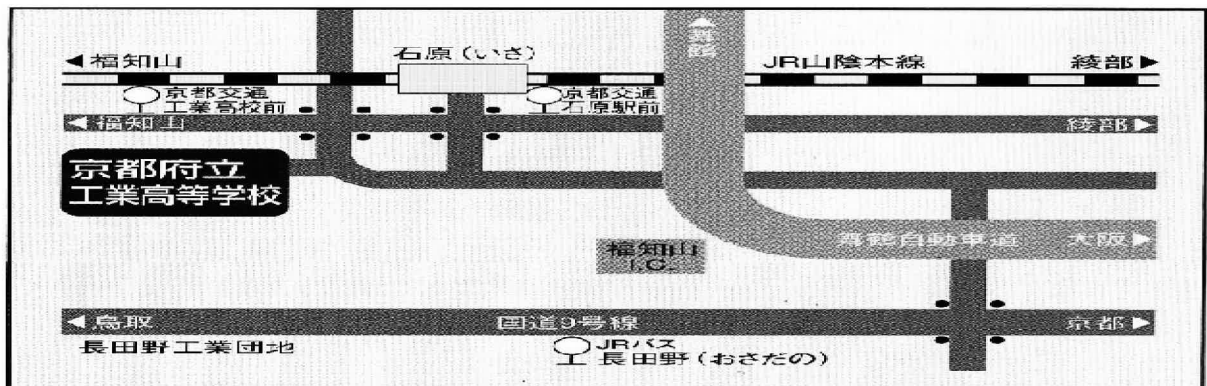 ▲舞鶴
◀福知山
石原(いさ)
JR山陰本線
綾部▶
京都交通
工業高校前
京都交通
石原駅前
◀福知山
綾部▶
京都府立
工業高等学校
舞鶴自動車道
大阪▶
福知山
I.C.
◀鳥取
国道9号線
京都▶
長田野工業団地
JRバス
長田野(おさだの)